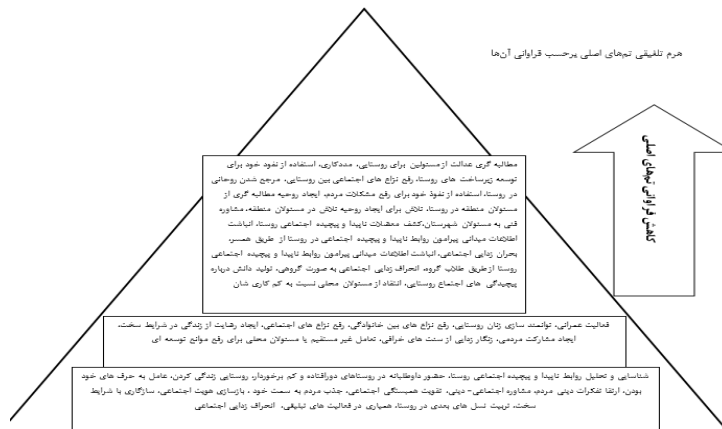 هرم تلفیقی تم‌های اصلی برحسب فراوانی آن‌ها
کاهش فراوانی تم‌های اصلی
مطالبه گری عدالت از مسئولین برای روستایی، مددکاری، استفاده از نفوذ خود برای
توسعه زیرساخت های روستا، رفع نزاع های اجتماعی بین روستایی، مرجع شدن روحانی
در روستا، استفاده از نفوذ خود برای رفع مشکلات مردم، ایجاد روحیه مطالبه گری از
مسئولان منطقه در روستا، تلاش برای ایجاد روحیه تلاش در مسئولان منطقه، مشاوره
فنی به مسئولان شهرستان،کشف معضلات ناپیدا و پیچیده اجتماعی روستا، انباشت
اطلاعات میدانی پیرامون روابط ناپیدا و پیچیده اجتماعی در روستا از طریق همسر،
بحران زدایی اجتماعی، انباشت اطلاعات میدانی پیرامون روابط ناپیدا و پیچیده اجتماعی
روستا ازطریق طلاب گروه، انحراف زدایی اجتماعی به صورت گروهی، تولید دانش درباره
پیچیدگی های اجتماع روستایی، انتقاد از مسئولان محلی نسبت به کم کاری شان
فعالیت عمرانی، توانمند سازی زنان روستایی، رفع نزاع های بین خانوادگی، رفع نزاع های اجتماعی، ایجاد رضایت از زندگی در شرایط سخت،
ایجاد مشارکت مردمی، زنگار زدایی از سنت های خرافی، تعامل غیر مستقیم با مسئولان محلی برای رفع موانع توسعه ای
شناسایی و تحلیل روابط ناپیدا و پیچیده اجتماعی روستا، حضور داوطلبانه در روستاهای دورافتاده و کم برخوردار، روستایی زندگی کردن، عامل به حرف های خود
بودن، ارتقا تفکرات دینی مردم، مشاوره اجتماعی- دینی، تقویت همبستگی اجتماعی، جذب مردم به سمت خود ، بازسازی هویت اجتماعی، سازگاری با شرایط
سخت، تربیت نسل های بعدی در روستا، همیاری در فعالیت های تبلیغی، انحراف زدایی اجتماعی